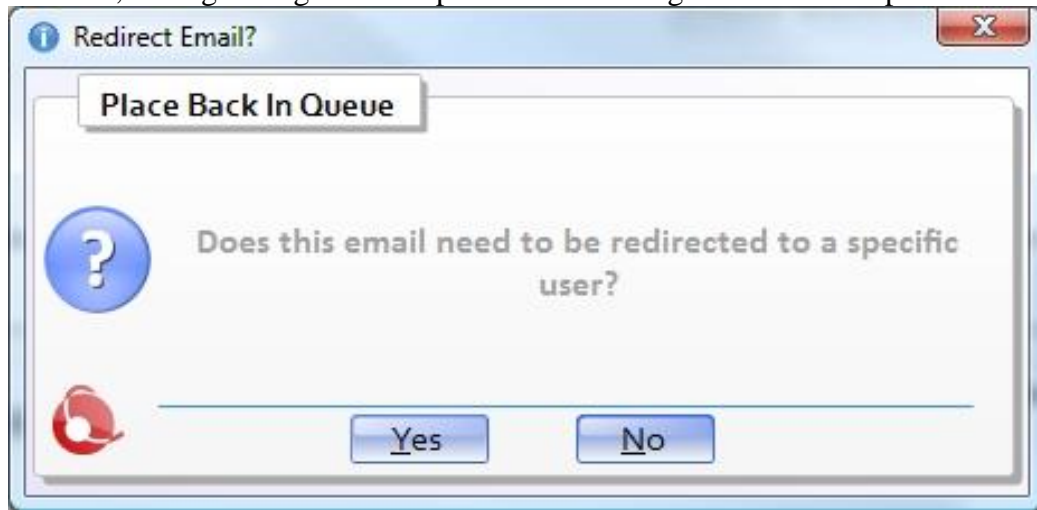 Redirect Email?
Place Back In Queue
Does this email need to be redirected to a specific
user?
Yes
No